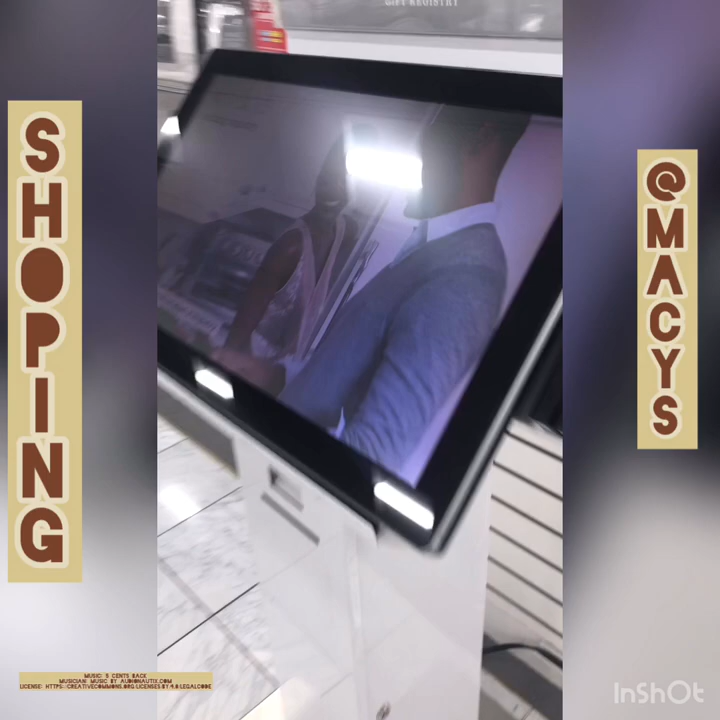 GIFT REGISTRY
SHOPING
@MACYS
MUSIC: 5 CENTS BACK
MUSICIAN: MUSIC BY AUDIONAUTIX.COM
LICENSE: HTTPS://CREATIVECOMMONS.ORG/LICENSES/BY/4.0/LEGALCODE
InShOt